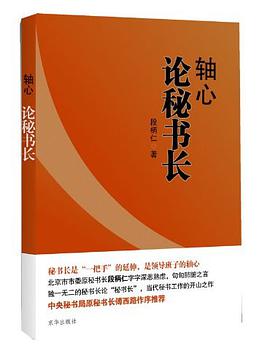 轴心
论秘书长
段柄仁·著
轴心
论秘书长
秘书长是“一把手”的延伸，是领导班子的轴心
北京市市委原秘书长段柄仁字字深思熟虑，句句肺腑之言
独一无二的秘书长论“秘书长”，当代秘书工作的开山之作
中央秘书局原秘书长傅西路作序推荐
京华出版社